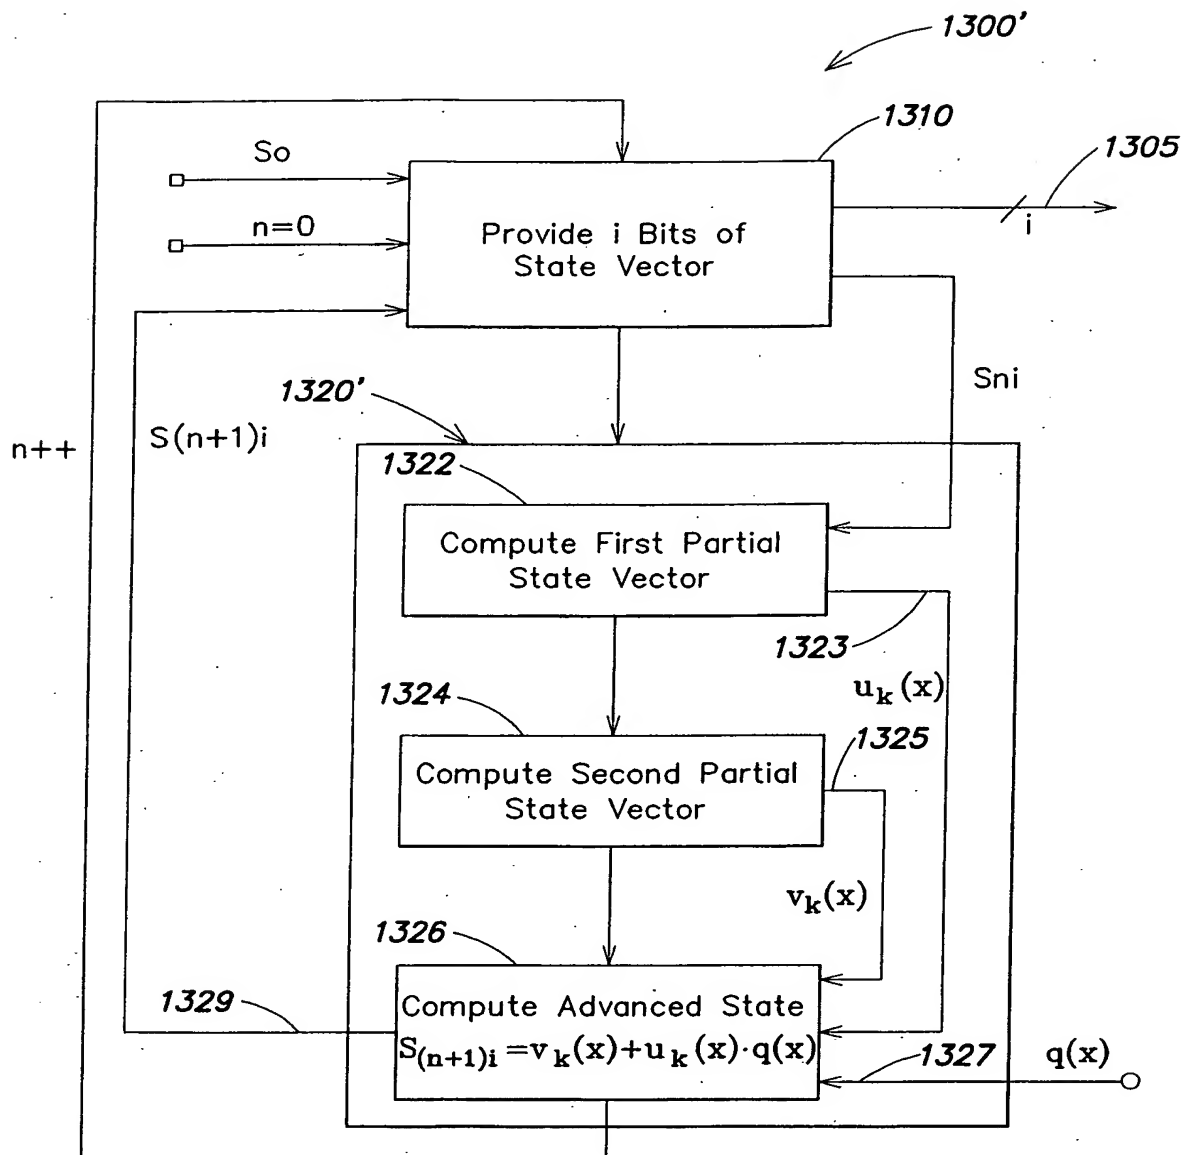 1300'
1310
1305
So
n=0
i
Provide i Bits of
State Vector
Sni
1320'
S(n+1)i
n++
1322
Compute First Partial
State Vector
1323
u_k(x)
1324
1325
Compute Second Partial
State Vector
v_k(x)
1326
1329
Compute Advanced State
S_(n+1)i=v_k(x)+u_k(x)·q(x)
1327
q(x)